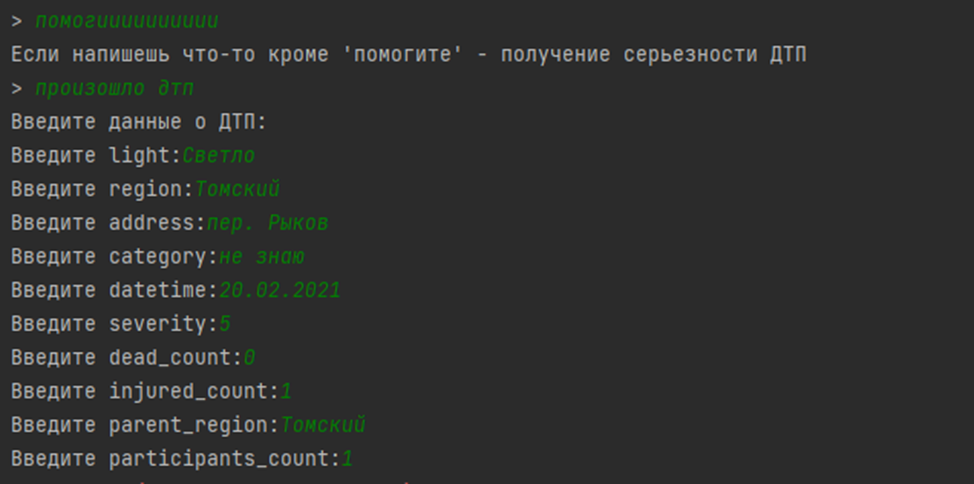 > помогиииииииииии
Если напишешь что-то кроме 'помогите' - получение серьезности ДТП
> произошло дтп
Введите данные о ДТП:
Введите light:Светло
Введите region:Томский
Введите address:пер. Рыков
Введите category:не знаю
Введите datetime:20.02.2021
Введите severity:5
Введите dead_count:0
Введите injured_count:1
Введите parent_region:Томский
Введите participants_count:1